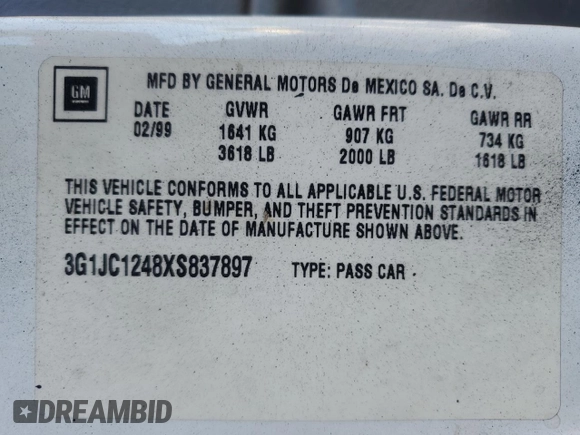 GM
MFD BY GENERAL MOTORS De MEXICO SA. De C.V.
DATE GVWR GAWR FRT GAWR RR
02/99 1641 KG 907 KG 734 KG
3618 LB 2000 LB 1618 LB
THIS VEHICLE CONFORMS TO ALL APPLICABLE U.S. FEDERAL MOTOR
VEHICLE SAFETY, BUMPER, AND THEFT PREVENTION STANDARDS IN
EFFECT ON THE DATE OF MANUFACTURE SHOWN ABOVE.
3G1JC1248XS837897 TYPE: PASS CAR
DREAMBID